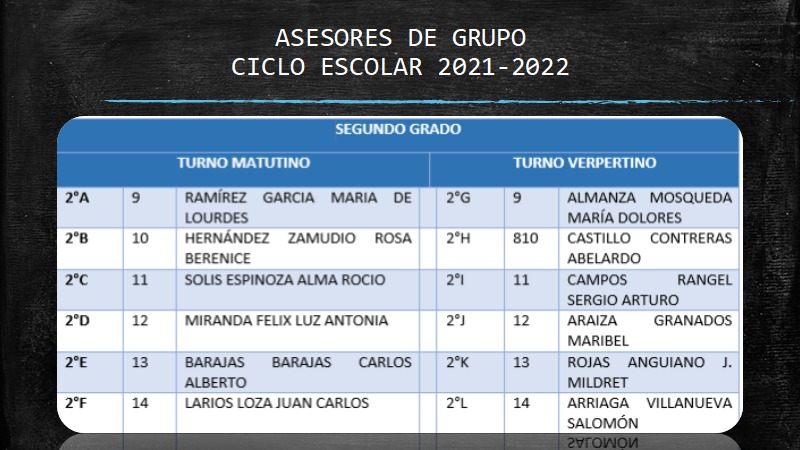 ASESORES DE GRUPO
CICLO ESCOLAR 2021-2022
SEGUNDO GRADO
TURNO MATUTINO TURNO VERPERTINO
2°A 9 RAMÍREZ GARCIA MARIA DE LOURDES 2°G 9 ALMANZA MOSQUEDA MARÍA DOLORES
2°B 10 HERNÁNDEZ ZAMUDIO ROSA BERENICE 2°H 810 CASTILLO CONTRERAS ABELARDO
2°C 11 SOLIS ESPINOZA ALMA ROCIO 2°I 11 CAMPOS RANGEL SERGIO ARTURO
2°D 12 MIRANDA FELIX LUZ ANTONIA 2°J 12 ARAIZA GRANADOS MARIBEL
2°E 13 BARAJAS BARAJAS CARLOS ALBERTO 2°K 13 ROJAS ANGUIANO J. MILDRET
2°F 14 LARIOS LOZA JUAN CARLOS 2°L 14 ARRIAGA VILLANUEVA SALOMÓN